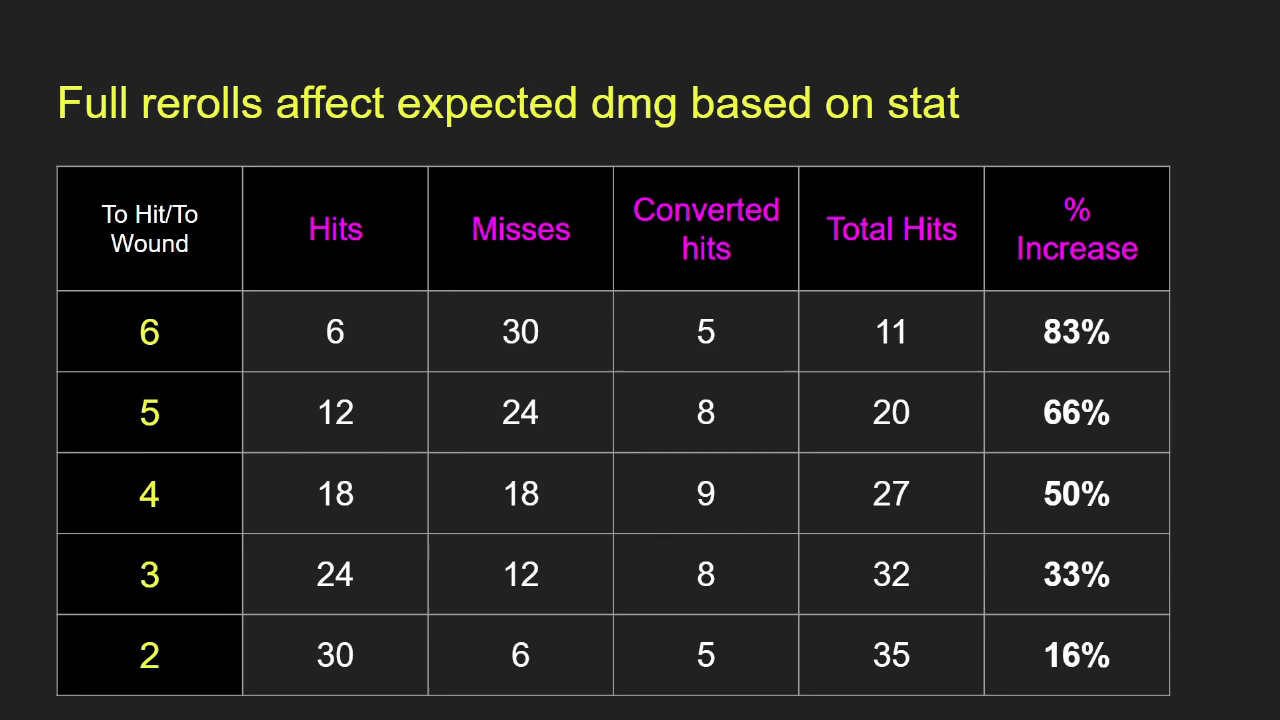 Full rerolls affect expected dmg based on stat
To Hit/To Wound Hits Misses Converted hits Total Hits % Increase
6 6 30 5 11 83%
5 12 24 8 20 66%
4 18 18 9 27 50%
3 24 12 8 32 33%
2 30 6 5 35 16%